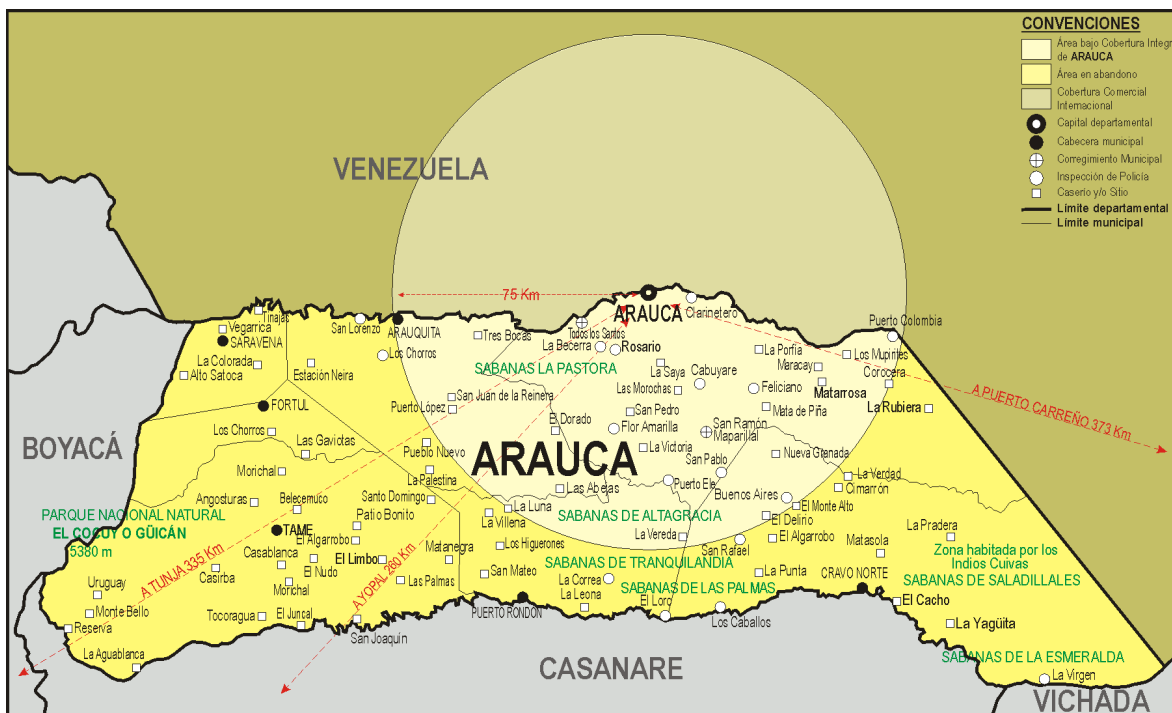 CONVENCIONES
Área bajo Cobertura Integr
de ARAUCA
Área en abandono
Cobertura Comercial
Internacional
Capital departamental
Cabecera municipal
Corregimiento Municipal
Inspección de Policía
Caserío y/o Sitio
Límite departamental
Límite municipal
VENEZUELA
75 Km
ARAUCA
Clarinetero
Tinajas
Vegarrica
SARAVENA
San Lorenzo
ARAUQUITA
Tres Bocas
Todos los Santos
La Becerra
Rosario
Puerto Colombia
La Colorada
Alto Satoca
Estación Neira
Los Chorros
SABANAS LA PASTORA
La Saya
Cabuyare
La Porfía
Maracay
Los Mupirites
Corocera
Las Morochas
Feliciano
Matarrosa
A PUERTO CARREÑO 373 Km
San Juan de la Reinera
Puerto López
FORTUL
El Dorado
San Pedro
Flor Amarilla
Mata de Piña
La Rubiera
San Ramón
Maparillal
BOYACÁ
Los Chorros
Las Gaviotas
Pueblo Nuevo
ARAUCA
La Victoria
San Pablo
Nueva Granada
Morichal
La Palestina
Puerto Ele
La Verdad
Cimarrón
Angosturas
Belecemuco
Santo Domingo
Las Abejas
Buenos Aires
El Monte Alto
PARQUE NACIONAL NATURAL
EL COCUY O GÜICÁN
5380 m
Patio Bonito
La Luna
La Villena
SABANAS DE ALTAGRACIA
El Delirio
TAME
El Algarrobo
La Vereda
San Rafael
El Algarrobo
La Pradera
Casablanca
El Limbo
Matanegra
Los Higuerones
Matasola
Zona habitada por los
Indios Cuivas
El Nudo
SABANAS DE TRANQUILANDIA
Casirba
A TUNJA 335 Km
A YOPAL 260 Km
Uruguay
Morichal
Las Palmas
San Mateo
La Correa
La Punta
CRAVO NORTE
SABANAS DE SALADILLALES
SABANAS DE LAS PALMAS
La Leona
Monte Bello
Tocoragua
El Juncal
PUERTO RONDÓN
El Loro
El Cacho
Reserva
San Joaquín
Los Caballos
La Yagüita
La Aguablanca
CASANARE
SABANAS DE LA ESMERALDA
La Virgen
VICHADA